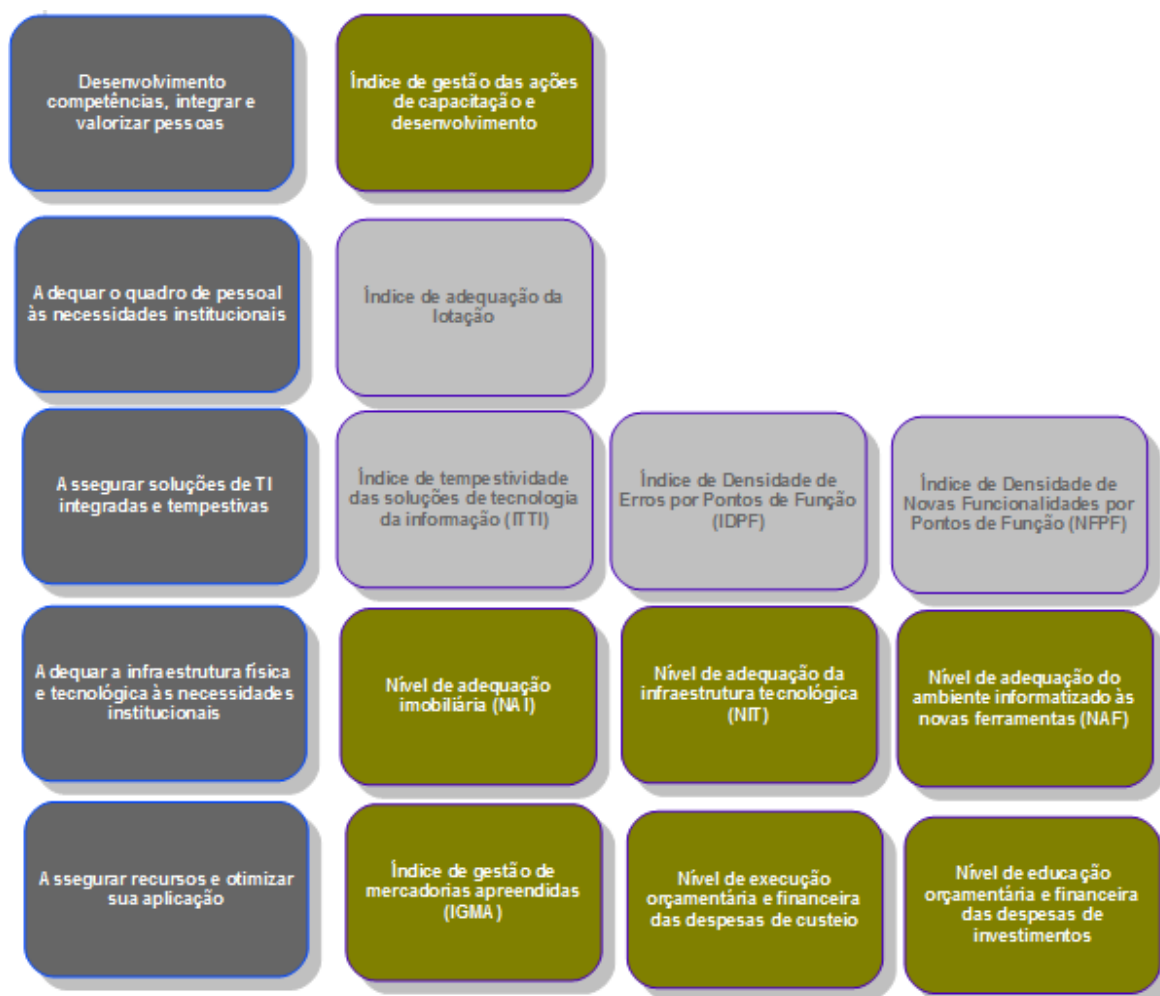 Desenvolvimento
competências, integrar e
valorizar pessoas
Índice de gestão das ações
de capacitação e
desenvolvimento
A dequar o quadro de pessoal
às necessidades institucionais
Índice de adequação da
lotação
A ssegurar soluções de TI
integradas e tempestivas
Índice de tempestividade
das soluções de tecnologia
da informação (ITTI)
Índice de Densidade de
Erros por Pontos de Função
(IDPF)
Índice de Densidade de
Novas Funcionalidades por
Pontos de Função (NFPF)
A dequar a infraestrutura física
e tecnológica às necessidades
institucionais
Nível de adequação
imobiliária (NAI)
Nível de adequação da
infraestrutura tecnológica
(NIT)
Nível de adequação do
ambiente informatizado às
novas ferramentas (NAF)
A ssegurar recursos e otimizar
sua aplicação
Índice de gestão de
mercadorias apreendidas
(IGMA)
Nível de execução
orçamentária e financeira
das despesas de custeio
Nível de educação
orçamentária e financeira
das despesas de
investimentos